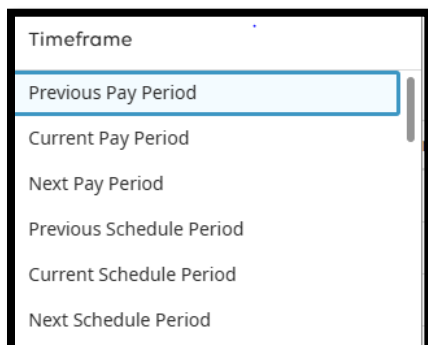 Timeframe
Previous Pay Period
Current Pay Period
Next Pay Period
Previous Schedule Period
Current Schedule Period
Next Schedule Period